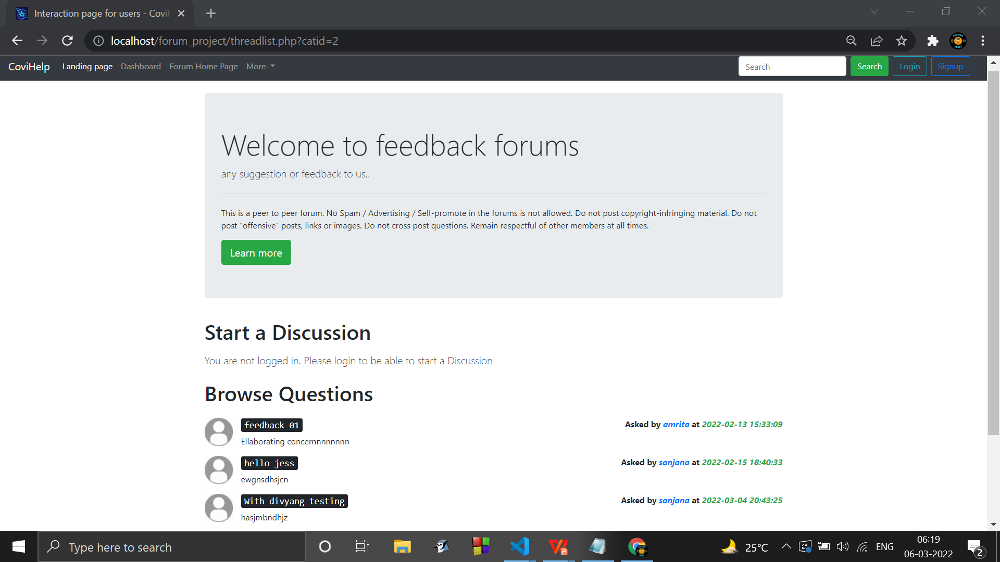 Interaction page for users - Covi
localhost/forum_project/threadlist.php?catid=2
CoviHelp Landing page Dashboard Forum Home Page More Search Search Login Signup
Welcome to feedback forums
any suggestion or feedback to us..
This is a peer to peer forum. No Spam / Advertising / Self-promote in the forums is not allowed. Do not post copyright-infringing material. Do not
post “offensive” posts, links or images. Do not cross post questions. Remain respectful of other members at all times.
Learn more
Start a Discussion
You are not logged in. Please login to be able to start a Discussion
Browse Questions
feedback 01 Asked by amrita at 2022-02-13 15:33:09
Ellaborating concernnnnnnnn
hello jess Asked by sanjana at 2022-02-15 18:40:33
ewgnsdhsjcn
With divyang testing Asked by sanjana at 2022-03-04 20:43:25
hasjmbndhjz
Type here to search 25°C ENG 06:19
06-03-2022 2